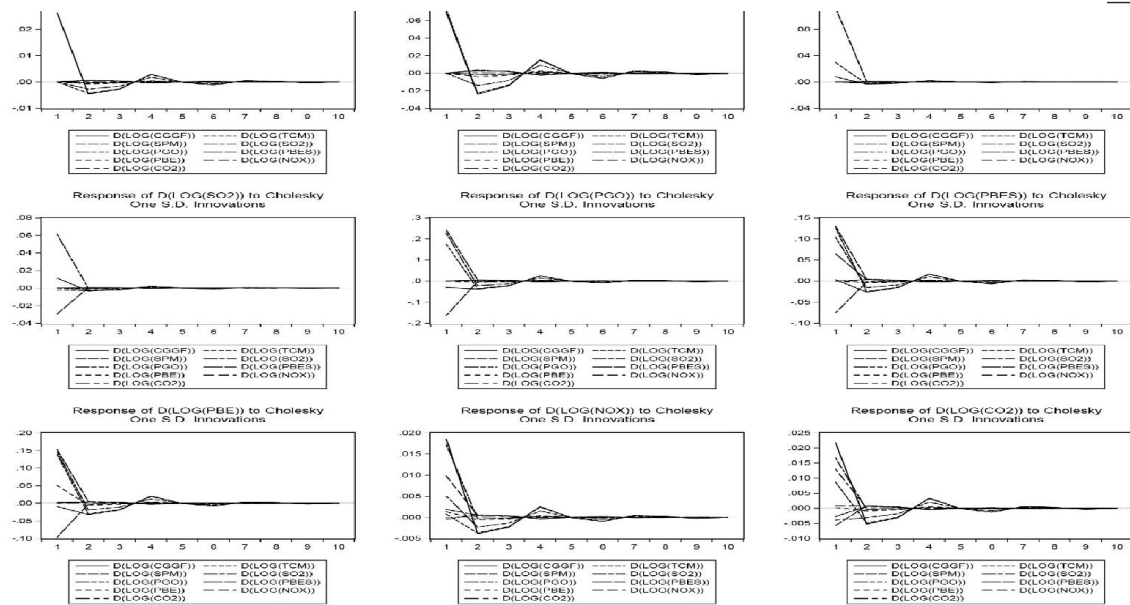 .02
.01
.00
-.01
1 2 3 4 5 6 7 8 9 10
D(LOG(CGGF)) D(LOG(TCM))
D(LOG(SPM)) D(LOG(SO2))
D(LOG(PGO)) D(LOG(PBES))
D(LOG(PBE)) D(LOG(NOX))
D(LOG(CO2))
.06
.04
.02
.00
-.02
-.04
1 2 3 4 5 6 7 8 9 10
D(LOG(CGGF)) D(LOG(TCM))
D(LOG(SPM)) D(LOG(SO2))
D(LOG(PGO)) D(LOG(PBES))
D(LOG(PBE)) D(LOG(NOX))
D(LOG(CO2))
.08
.04
.00
-.04
1 2 3 4 5 6 7 8 9 10
D(LOG(CGGF)) D(LOG(TCM))
D(LOG(SPM)) D(LOG(SO2))
D(LOG(PGO)) D(LOG(PBES))
D(LOG(PBE)) D(LOG(NOX))
D(LOG(CO2))
Response of D(LOG(SO2)) to Cholesky
One S.D. Innovations
.08
.06
.04
.02
.00
-.02
-.04
1 2 3 4 5 6 7 8 9 10
D(LOG(CGGF)) D(LOG(TCM))
D(LOG(SPM)) D(LOG(SO2))
D(LOG(PGO)) D(LOG(PBES))
D(LOG(PBE)) D(LOG(NOX))
D(LOG(CO2))
Response of D(LOG(PGO)) to Cholesky
One S.D. Innovations
.3
.2
.1
.0
-.1
-.2
1 2 3 4 5 6 7 8 9 10
D(LOG(CGGF)) D(LOG(TCM))
D(LOG(SPM)) D(LOG(SO2))
D(LOG(PGO)) D(LOG(PBES))
D(LOG(PBE)) D(LOG(NOX))
D(LOG(CO2))
Response of D(LOG(PBES)) to Cholesky
One S.D. Innovations
.15
.10
.05
.00
-.05
-.10
1 2 3 4 5 6 7 8 9 10
D(LOG(CGGF)) D(LOG(TCM))
D(LOG(SPM)) D(LOG(SO2))
D(LOG(PGO)) D(LOG(PBES))
D(LOG(PBE)) D(LOG(NOX))
D(LOG(CO2))
Response of D(LOG(PBE)) to Cholesky
One S.D. Innovations
.20
.15
.10
.05
.00
-.05
-.10
1 2 3 4 5 6 7 8 9 10
D(LOG(CGGF)) D(LOG(TCM))
D(LOG(SPM)) D(LOG(SO2))
D(LOG(PGO)) D(LOG(PBES))
D(LOG(PBE)) D(LOG(NOX))
D(LOG(CO2))
Response of D(LOG(NOX)) to Cholesky
One S.D. Innovations
.020
.015
.010
.005
.000
-.005
1 2 3 4 5 6 7 8 9 10
D(LOG(CGGF)) D(LOG(TCM))
D(LOG(SPM)) D(LOG(SO2))
D(LOG(PGO)) D(LOG(PBES))
D(LOG(PBE)) D(LOG(NOX))
D(LOG(CO2))
Response of D(LOG(CO2)) to Cholesky
One S.D. Innovations
.025
.020
.015
.010
.005
.000
-.005
-.010
1 2 3 4 5 6 7 8 9 10
D(LOG(CGGF)) D(LOG(TCM))
D(LOG(SPM)) D(LOG(SO2))
D(LOG(PGO)) D(LOG(PBES))
D(LOG(PBE)) D(LOG(NOX))
D(LOG(CO2))